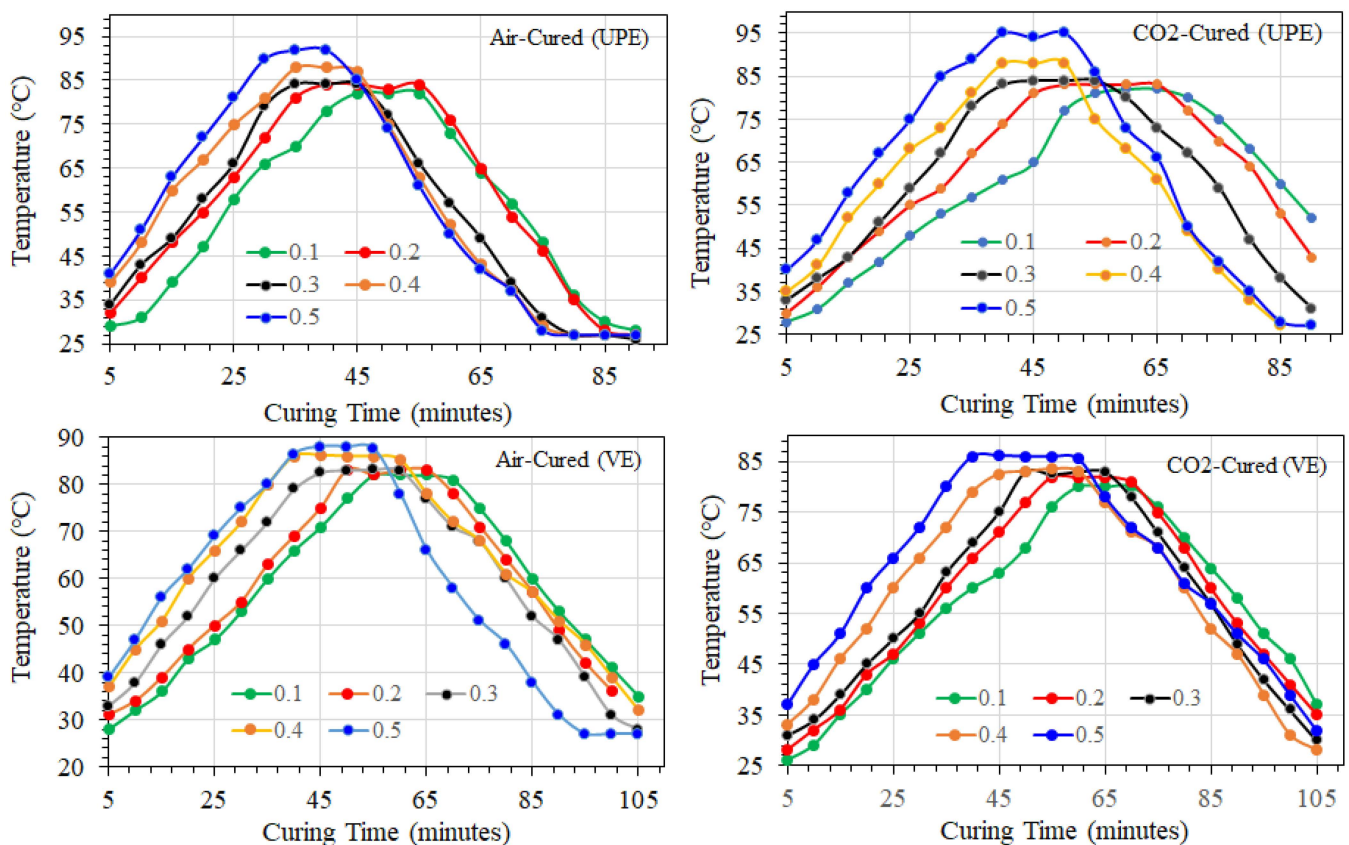 Air-Cured (UPE)
Temperature (°C)
95
85
75
65
55
45
35
25
0.1 0.2
0.3 0.4
0.5
5 25 45 65 85
Curing Time (minutes)
CO2-Cured (UPE)
Temperature (°C)
95
85
75
65
55
45
35
25
0.1 0.2
0.3 0.4
0.5
5 25 45 65 85
Curing Time (minutes)
Air-Cured (VE)
Temperature (°C)
90
80
70
60
50
40
30
20
0.1 0.2 0.3
0.4 0.5
5 25 45 65 85 105
Curing Time (minutes)
CO2-Cured (VE)
Temperature (°C)
85
75
65
55
45
35
25
0.1 0.2 0.3
0.4 0.5
5 25 45 65 85 105
Curing Time (minutes)